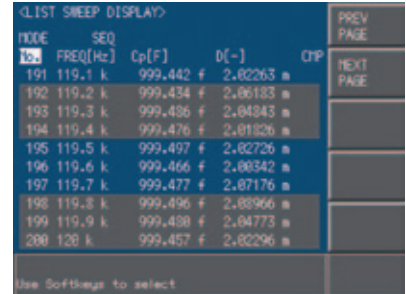 <LIST SWEEP DISPLAY>
MODE SEQ
No. FREQ[Hz] Cp[F] D[-] CMP
191 119.1 k 999.442 f 2.02263 m
192 119.2 k 999.434 f 2.06183 m
193 119.3 k 999.486 f 2.04843 m
194 119.4 k 999.476 f 2.01826 m
195 119.5 k 999.497 f 2.02726 m
196 119.6 k 999.466 f 2.00342 m
197 119.7 k 999.477 f 2.07176 m
198 119.8 k 999.496 f 2.08966 m
199 119.9 k 999.480 f 2.04773 m
200 120 k 999.457 f 2.02296 m
Use Softkeys to select
PREV
PAGE
NEXT
PAGE